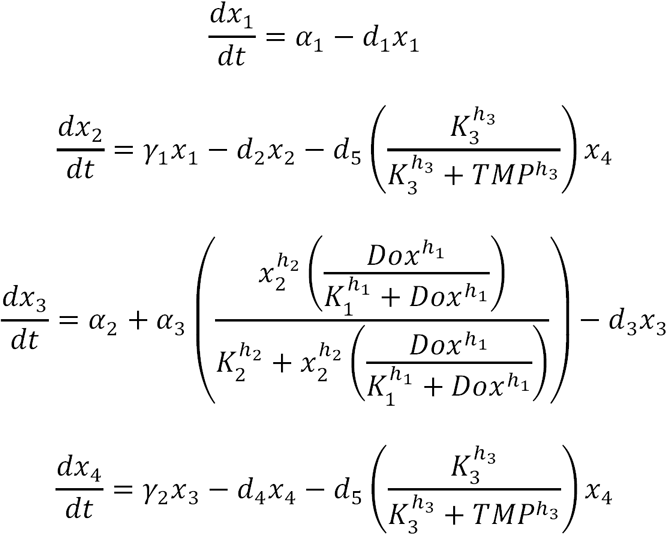 $\frac{dx_1}{dt} = \alpha_1 - d_1 x_1$
$\frac{dx_2}{dt} = \gamma_1 x_1 - d_2 x_2 - d_5 \left( \frac{K_3^{h_3}}{K_3^{h_3} + TMP^{h_3}} \right) x_4$
$\frac{dx_3}{dt} = \alpha_2 + \alpha_3 \left( \frac{x_2^{h_2} \left( \frac{Dox^{h_1}}{K_1^{h_1} + Dox^{h_1}} \right)}{K_2^{h_2} + x_2^{h_2} \left( \frac{Dox^{h_1}}{K_1^{h_1} + Dox^{h_1}} \right)} \right) - d_3 x_3$
$\frac{dx_4}{dt} = \gamma_2 x_3 - d_4 x_4 - d_5 \left( \frac{K_3^{h_3}}{K_3^{h_3} + TMP^{h_3}} \right) x_4$